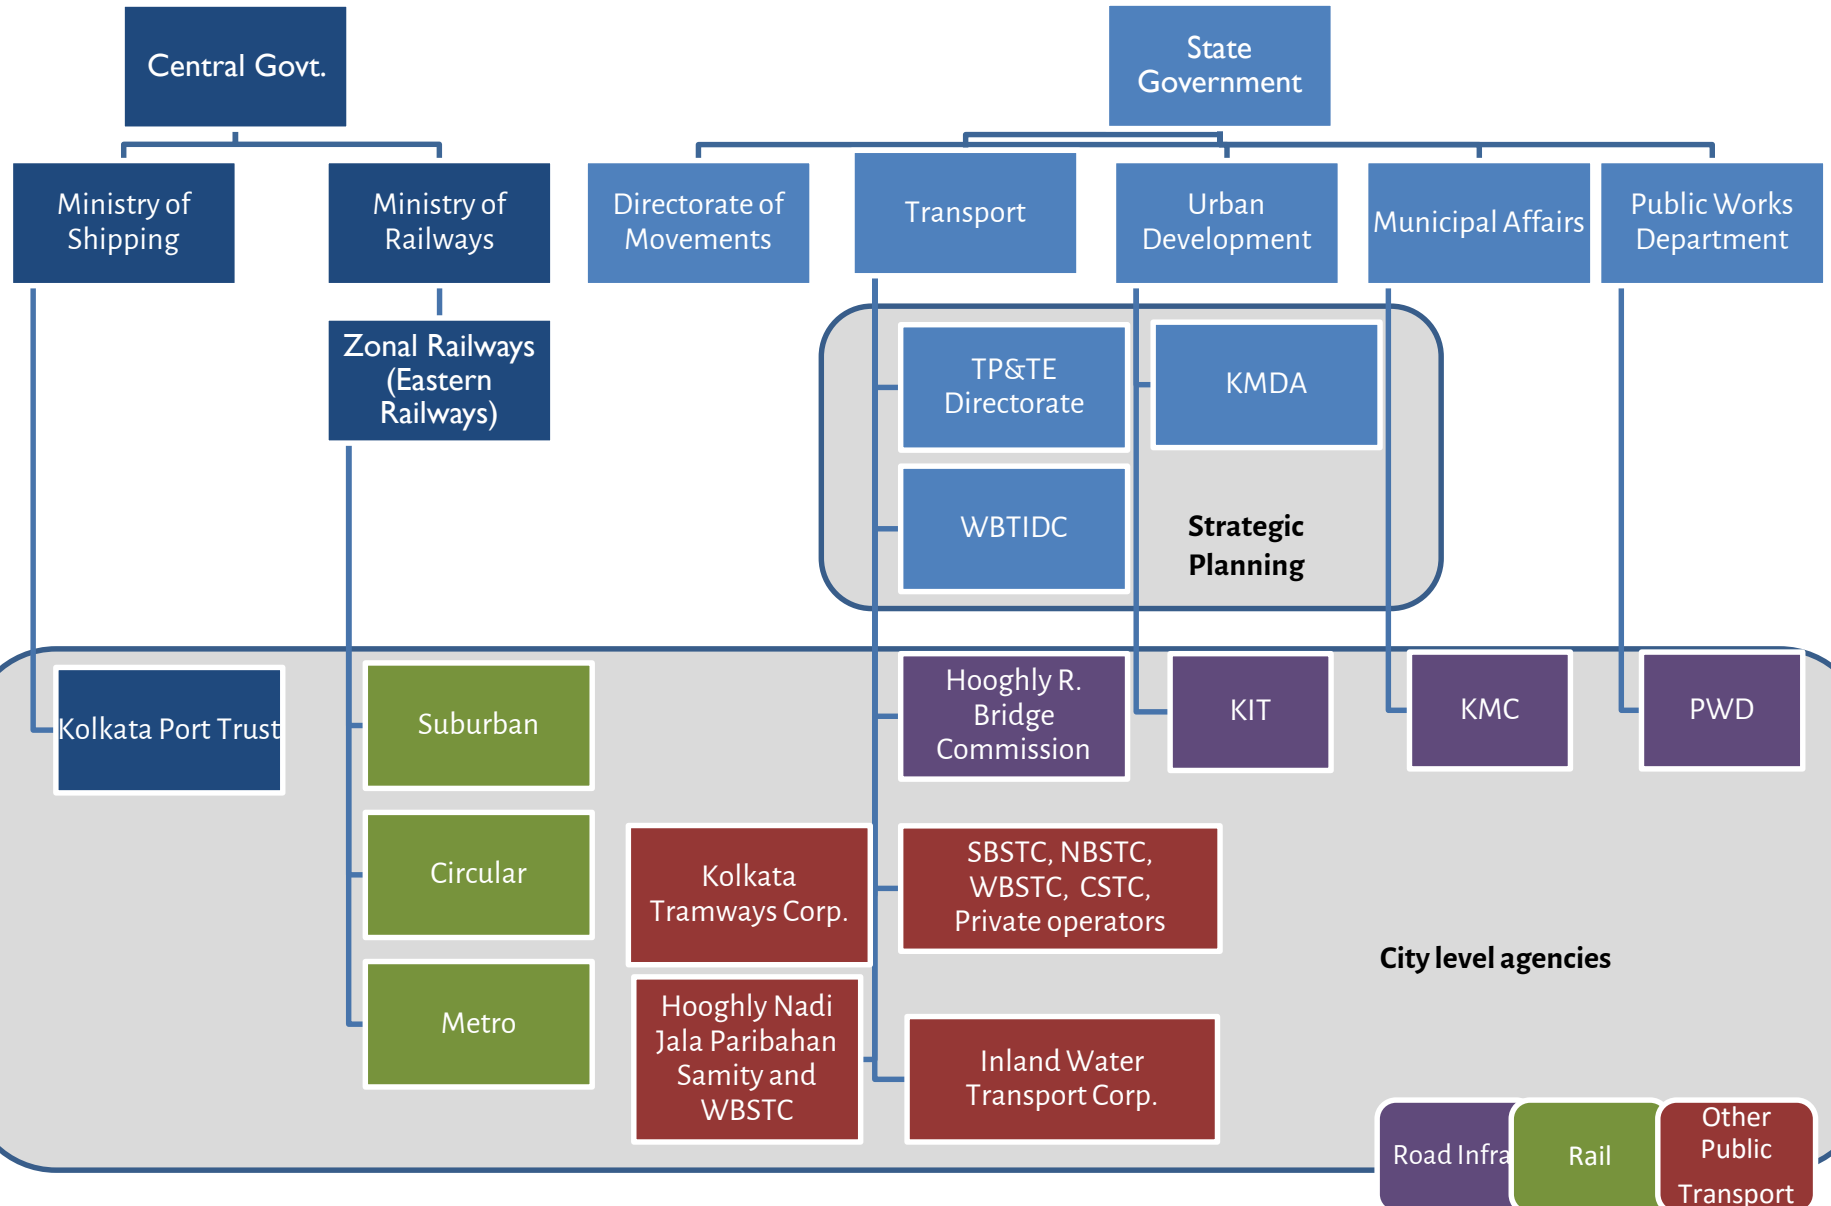 Central Govt.
State
Government
Ministry of
Shipping
Ministry of
Railways
Directorate of
Movements
Transport
Urban
Development
Municipal Affairs
Public Works
Department
Zonal Railways
(Eastern
Railways)
TP&TE
Directorate
KMDA
WBTIDC
Strategic
Planning
Kolkata Port Trust
Suburban
Hooghly R.
Bridge
Commission
KIT
KMC
PWD
Circular
Kolkata
Tramways Corp.
SBSTC, NBSTC,
WBSTC, CSTC,
Private operators
City level agencies
Metro
Hooghly Nadi
Jala Paribahan
Samity and
WBSTC
Inland Water
Transport Corp.
Road Infra
Rail
Other
Public
Transport